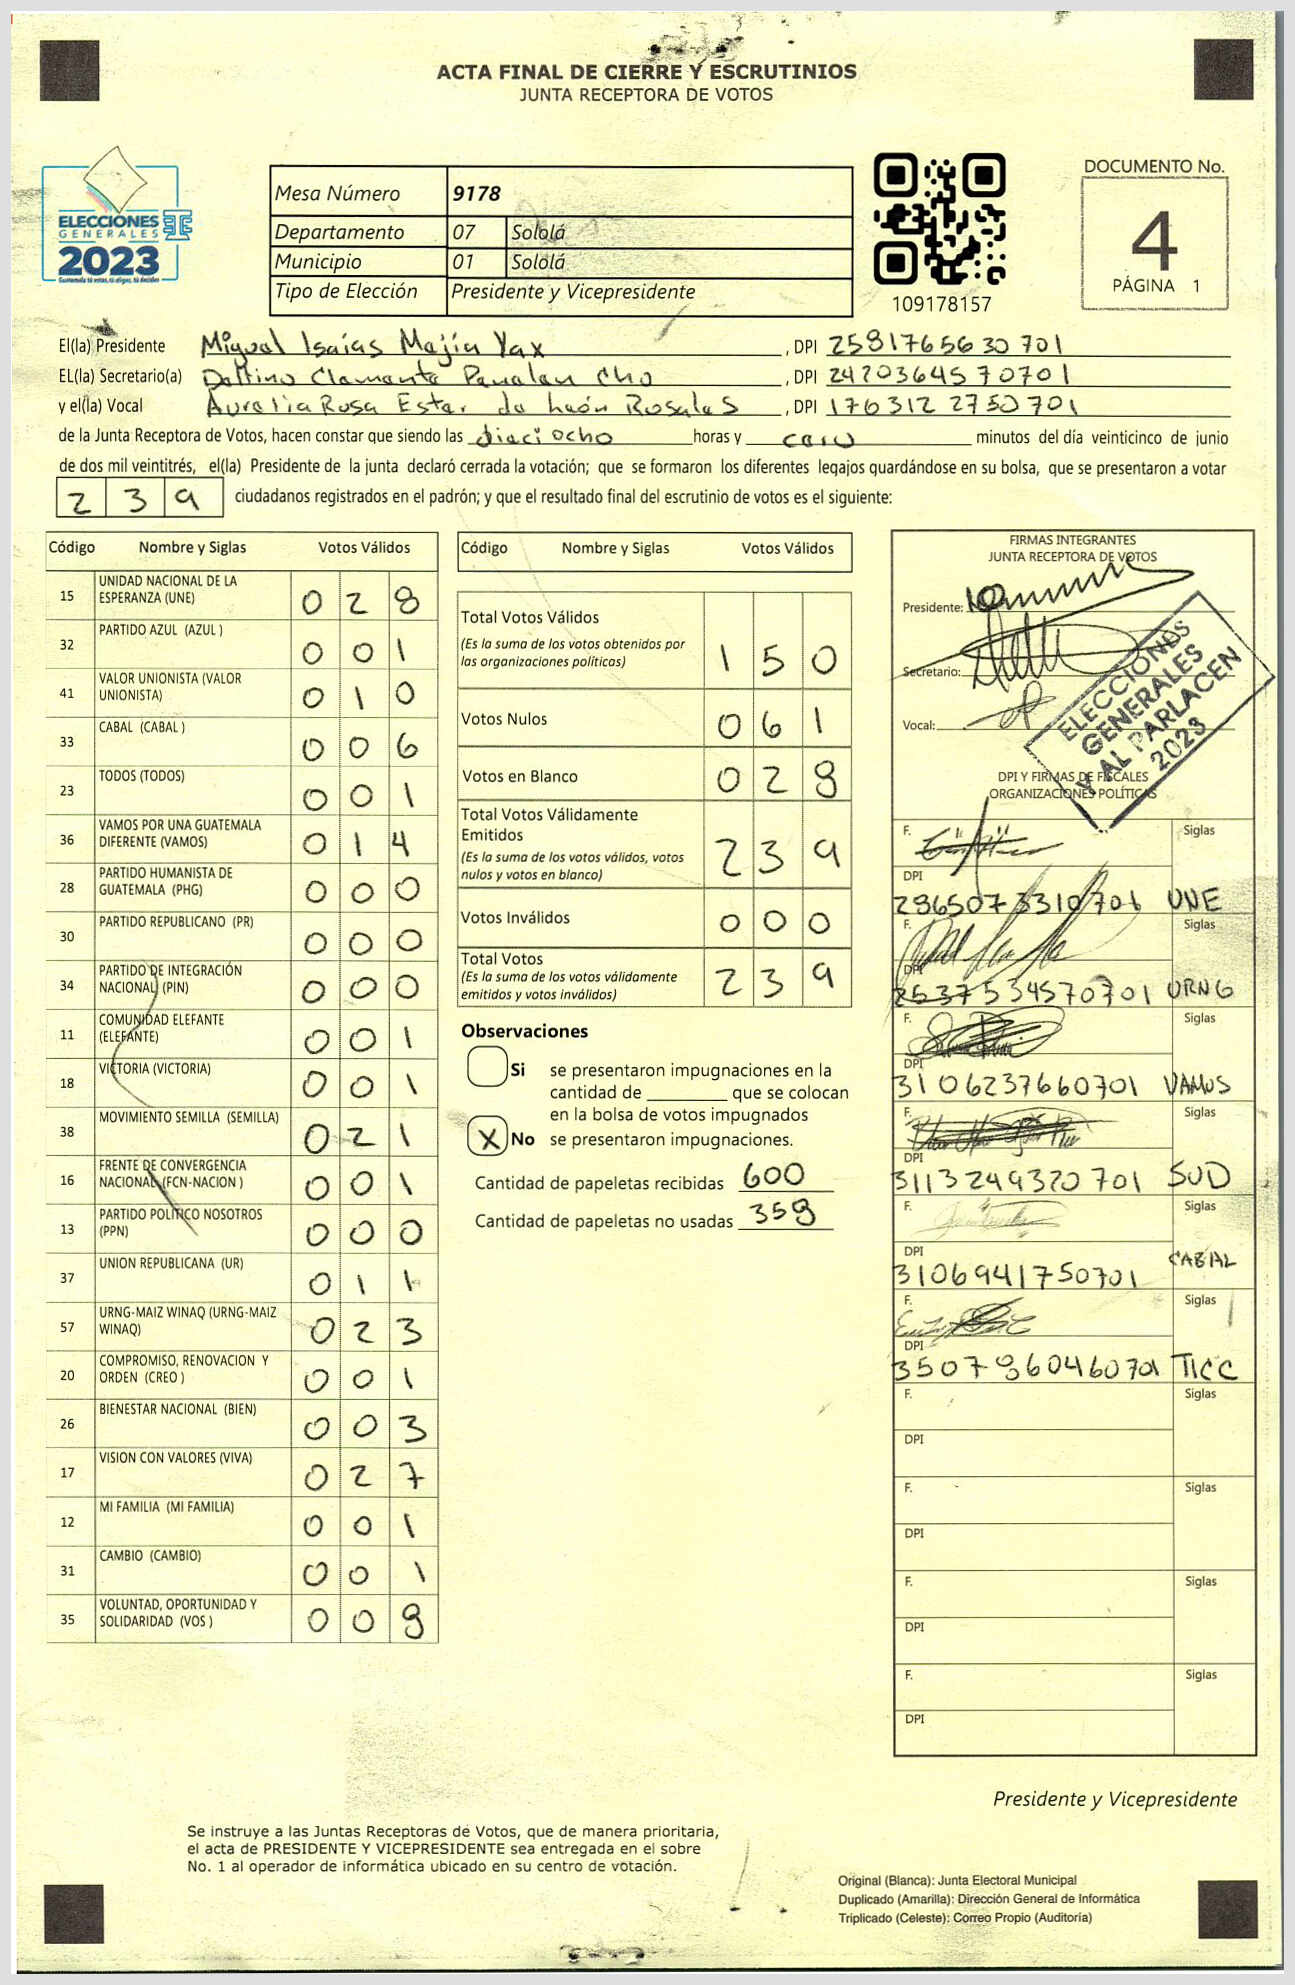 ACTA FINAL DE CIERRE Y ESCRUTINIOS
JUNTA RECEPTORA DE VOTOS
ELECCIONES
GENERALES
2023
Guatemala tú votas, tú eliges, tú decides
Mesa Número 9178
Departamento 07 Sololá
Municipio 01 Sololá
Tipo de Elección Presidente y Vicepresidente
109178157
DOCUMENTO No.
4
PÁGINA 1
El(la) Presidente Miguel Isaías Mejía Yax, DPI 2581765630701
EL(la) Secretario(a) Delfino Clemente Cho, DPI 2420364570701
y el(la) Vocal Aurelia Rosa Ester de León Rosales, DPI 1763122750701
de la Junta Receptora de Votos, hacen constar que siendo las dieciocho horas y cero minutos del día veinticinco de junio
de dos mil veintitrés, el(la) Presidente de la junta declaró cerrada la votación; que se formaron los diferentes legajos guardándose en su bolsa, que se presentaron a votar
239 ciudadanos registrados en el padrón; y que el resultado final del escrutinio de votos es el siguiente:
Código Nombre y Siglas Votos Válidos
15 UNIDAD NACIONAL DE LA ESPERANZA (UNE) 028
32 PARTIDO AZUL (AZUL ) 001
41 VALOR UNIONISTA (VALOR UNIONISTA) 010
33 CABAL (CABAL ) 006
23 TODOS (TODOS) 001
36 VAMOS POR UNA GUATEMALA DIFERENTE (VAMOS) 014
28 PARTIDO HUMANISTA DE GUATEMALA (PHG) 000
30 PARTIDO REPUBLICANO (PR) 000
34 PARTIDO DE INTEGRACIÓN NACIONAL (PIN) 000
11 COMUNIDAD ELEFANTE (ELEFANTE) 001
18 VICTORIA (VICTORIA) 001
38 MOVIMIENTO SEMILLA (SEMILLA) 021
16 FRENTE DE CONVERGENCIA NACIONAL (FCN-NACION ) 001
13 PARTIDO POLITICO NOSOTROS (PPN) 000
37 UNION REPUBLICANA (UR) 011
57 URNG-MAIZ WINAQ (URNG-MAIZ WINAQ) 023
20 COMPROMISO, RENOVACION Y ORDEN (CREO ) 001
26 BIENESTAR NACIONAL (BIEN) 003
17 VISION CON VALORES (VIVA) 027
12 MI FAMILIA (MI FAMILIA) 001
31 CAMBIO (CAMBIO) 001
35 VOLUNTAD, OPORTUNIDAD Y SOLIDARIDAD (VOS )
Código Nombre y Siglas Votos Válidos
Total Votos Válidos 150
(Es la suma de los votos obtenidos por
las organizaciones políticas)
Votos Nulos 061
Votos en Blanco 028
Total Votos Válidamente
Emitidos 239
(Es la suma de los votos válidos, votos
nulos y votos en blanco)
Votos Inválidos 000
Total Votos 239
(Es la suma de los votos válidamente
emitidos y votos inválidos)
Observaciones
Si se presentaron impugnaciones en la
cantidad de ________ que se colocan
en la bolsa de votos impugnados
X No se presentaron impugnaciones.
Cantidad de papeletas recibidas 600
Cantidad de papeletas no usadas
FIRMAS INTEGRANTES
JUNTA RECEPTORA DE VOTOS
Presidente:
Secretario:
Vocal:
ELECCIONES
GENERALES
Y AL PARLACEN
2023
DPI Y FIRMAS DE FISCALES
ORGANIZACIONES POLÍTICAS
F. Siglas
DPI
2865073310701 UNE
F. Siglas
DPI
2537534570701 URNG
F. Siglas
DPI
3106237660701 VAMOS
F. Siglas
DPI
3113249320701 SUD
F. Siglas
DPI
3106941750701 CABAL
F. Siglas
DPI
TICC
F. Siglas
DPI
F. Siglas
DPI
F. Siglas
DPI
F. Siglas
DPI
Presidente y Vicepresidente
Se instruye a las Juntas Receptoras de Votos, que de manera prioritaria,
el acta de PRESIDENTE Y VICEPRESIDENTE sea entregada en el sobre
No. 1 al operador de informática ubicado en su centro de votación.
Original (Blanca): Junta Electoral Municipal
Duplicado (Amarilla): Dirección General de Informática
Triplicado (Celeste): Correo Propio (Auditoría)